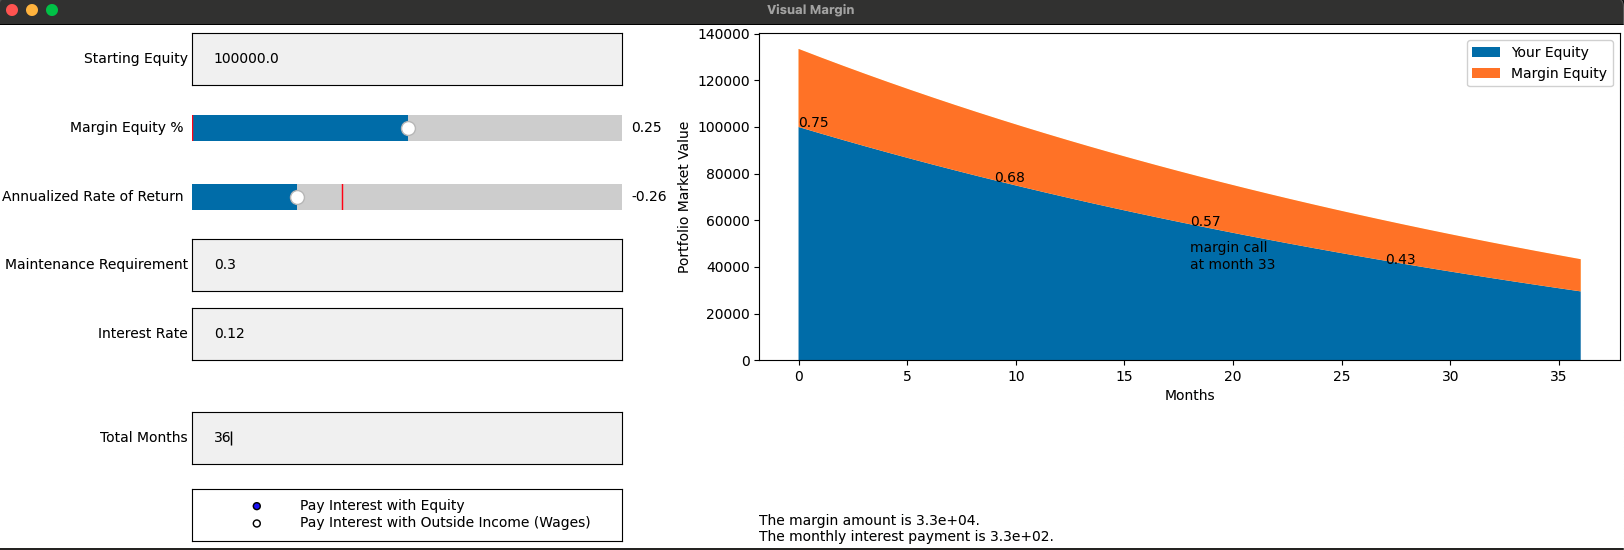 Visual Margin
Starting Equity
100000.0
Margin Equity %
0.25
Annualized Rate of Return
-0.26
Maintenance Requirement
0.3
Interest Rate
0.12
Total Months
36
Pay Interest with Equity
Pay Interest with Outside Income (Wages)
Portfolio Market Value
140000
120000
100000
80000
60000
40000
20000
0
Your Equity
Margin Equity
0.75
0.68
0.57
margin call
at month 33
0.43
0 5 10 15 20 25 30 35
Months
The margin amount is 3.3e+04.
The monthly interest payment is 3.3e+02.